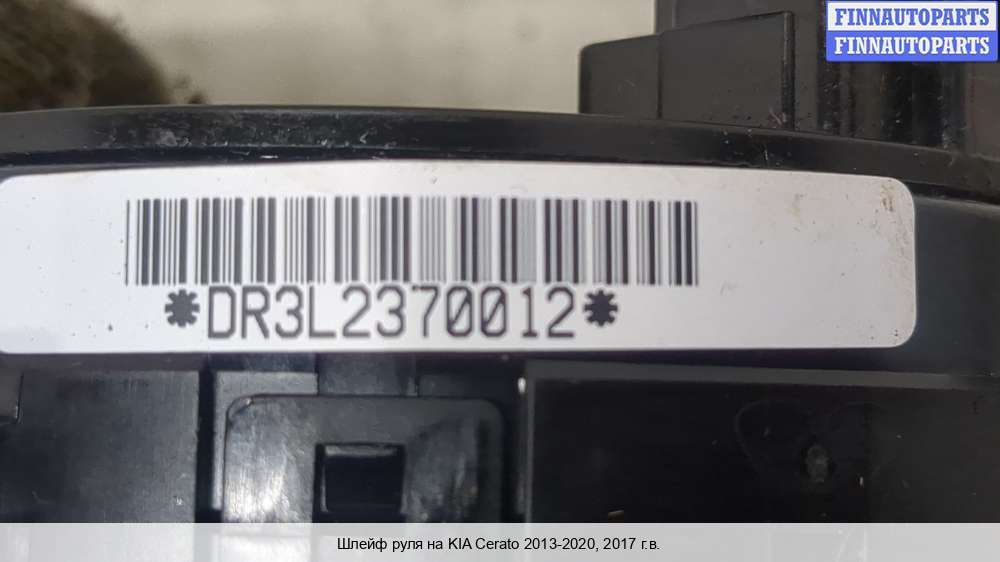 FINNAUTOPARTS
FINNAUTOPARTS
*DR3L2370012*
Шлейф руля на KIA Cerato 2013-2020, 2017 г.в.